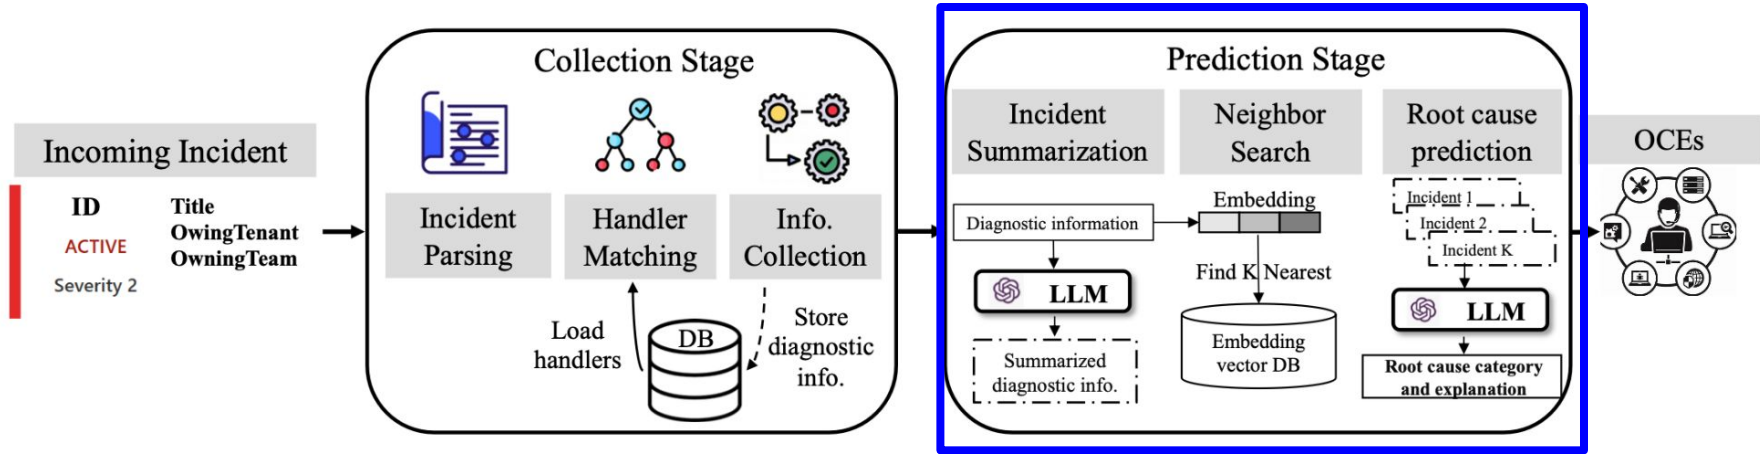 Incoming Incident
ID
ACTIVE
Severity 2
Title
OwingTenant
OwningTeam
Collection Stage
Incident
Parsing
Handler
Matching
Info.
Collection
Load
handlers
DB
Store
diagnostic
info.
Prediction Stage
Incident
Summarization
Diagnostic information
LLM
Summarized
diagnostic info.
Neighbor
Search
Embedding
Find K Nearest
Embedding
vector DB
Root cause
prediction
Incident 1
Incident 2
Incident K
LLM
Root cause category
and explanation
OCEs